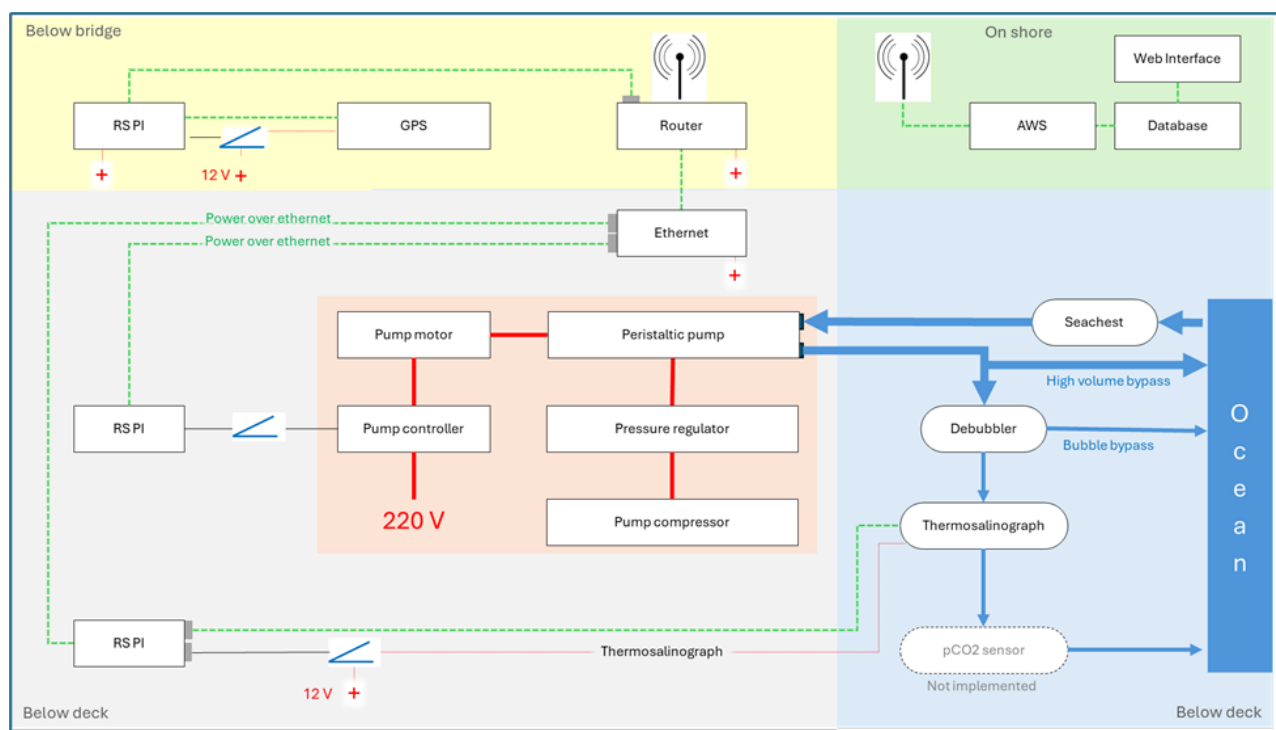 Below bridge
On shore
Web Interface
RS PI
GPS
Router
AWS
Database
+
12 V +
+
Power over ethernet
Power over ethernet
Ethernet
+
Pump motor
Peristaltic pump
Seachest
High volume bypass
RS PI
Pump controller
Pressure regulator
Debubbler
Bubble bypass
Ocean
220 V
Pump compressor
Thermosalinograph
RS PI
Thermosalinograph
pCO2 sensor
Not implemented
12 V +
Below deck
Below deck